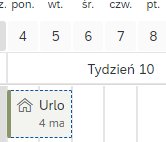 z. pon. wt. śr. czw. pt.
4 5 6 7 8
Tydzień 10
Urlo
4 ma